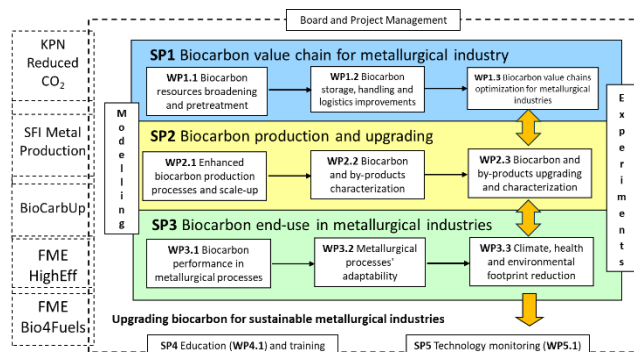 Board and Project Management
KPN
Reduced
CO2
SFI Metal
Production
BioCarbUp
FME
HighEff
FME
Bio4Fuels
Modelling
SP1 Biocarbon value chain for metallurgical industry
WP1.1 Biocarbon
resources broadening
and pretreatment
WP1.2 Biocarbon
storage, handling and
logistics improvements
WP1.3 Biocarbon value chains
optimization for metallurgical
industries
SP2 Biocarbon production and upgrading
WP2.1 Enhanced
biocarbon production
processes and scale-up
WP2.2 Biocarbon
and by-products
characterization
WP2.3 Biocarbon and
by-products upgrading
and characterization
SP3 Biocarbon end-use in metallurgical industries
WP3.1 Biocarbon
performance in
metallurgical processes
WP3.2 Metallurgical
processes'
adaptability
WP3.3 Climate, health
and environmental
footprint reduction
Experiments
Upgrading biocarbon for sustainable metallurgical industries
SP4 Education (WP4.1) and training
SP5 Technology monitoring (WP5.1)